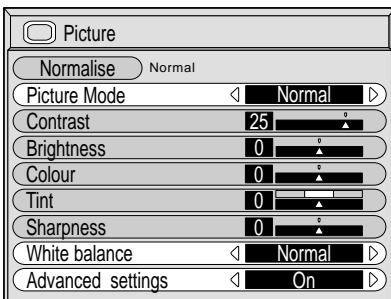 Picture
Normalise Normal
Picture Mode Normal
Contrast 25
Brightness 0
Colour 0
Tint 0
Sharpness 0
White balance Normal
Advanced settings On